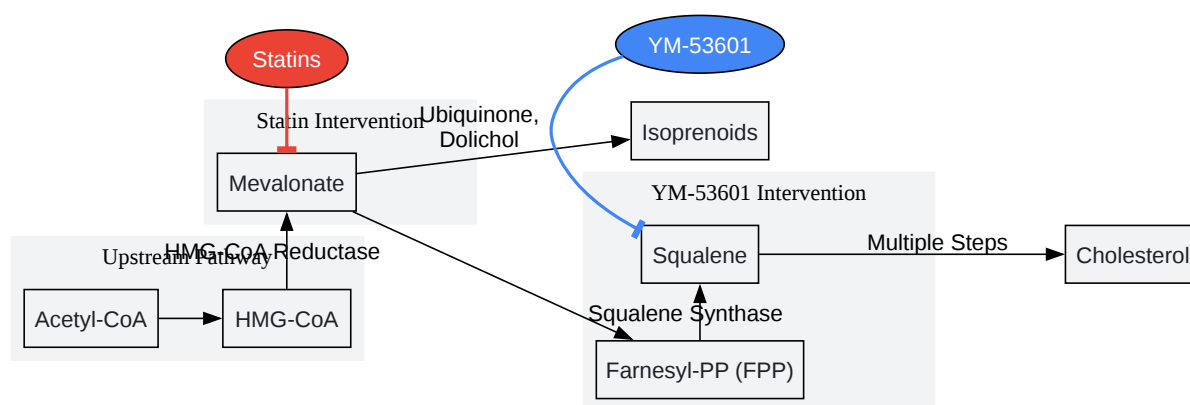 Statins
YM-53601
Statin Intervention
Ubiquinone,
Dolichol
Isoprenoids
Mevalonate
YM-53601 Intervention
HMG-CoA Reductase
Upstream Pathway
Squalene
Multiple Steps
Cholesterol
Acetyl-CoA
HMG-CoA
Squalene Synthase
Farnesyl-PP (FPP)